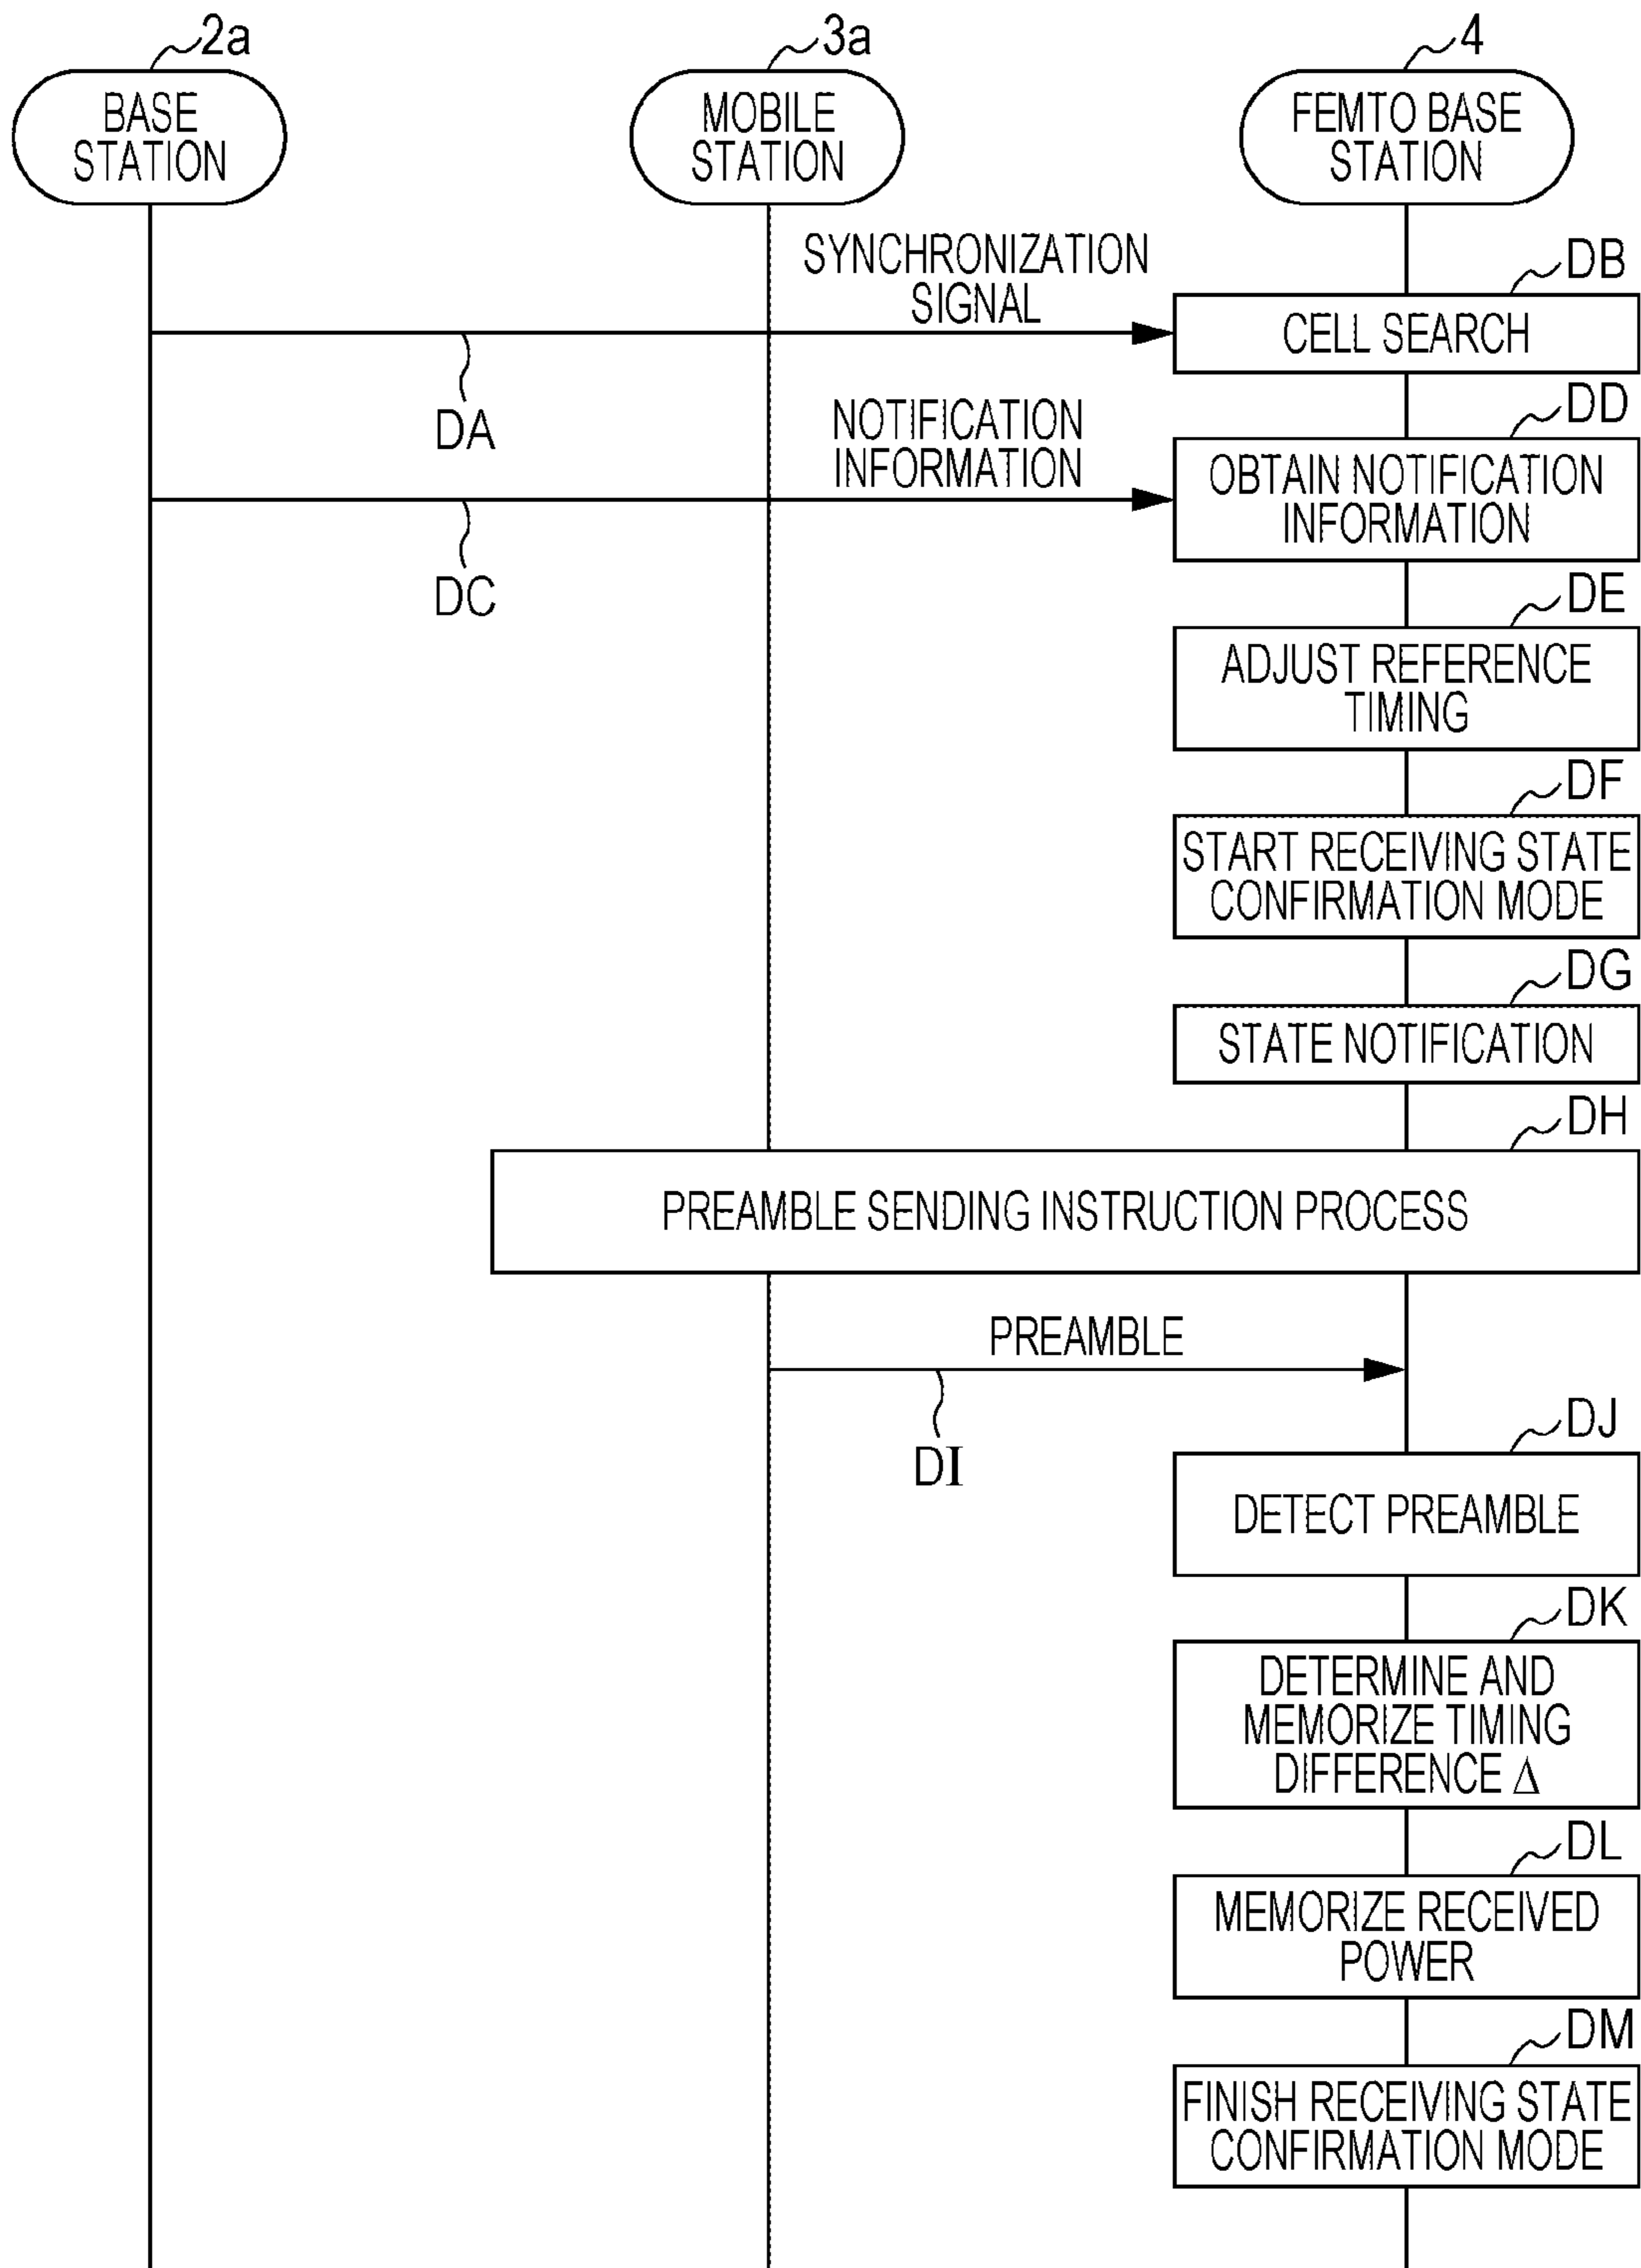 2a
3a
4
BASE
STATION
MOBILE
STATION
FEMTO BASE
STATION
SYNCHRONIZATION
SIGNAL
DB
CELL SEARCH
DA
NOTIFICATION
INFORMATION
DD
OBTAIN NOTIFICATION
INFORMATION
DC
DE
ADJUST REFERENCE
TIMING
DF
START RECEIVING STATE
CONFIRMATION MODE
DG
STATE NOTIFICATION
DH
PREAMBLE SENDING INSTRUCTION PROCESS
PREAMBLE
DI
DJ
DETECT PREAMBLE
DK
DETERMINE AND
MEMORIZE TIMING
DIFFERENCE Δ
DL
MEMORIZE RECEIVED
POWER
DM
FINISH RECEIVING STATE
CONFIRMATION MODE